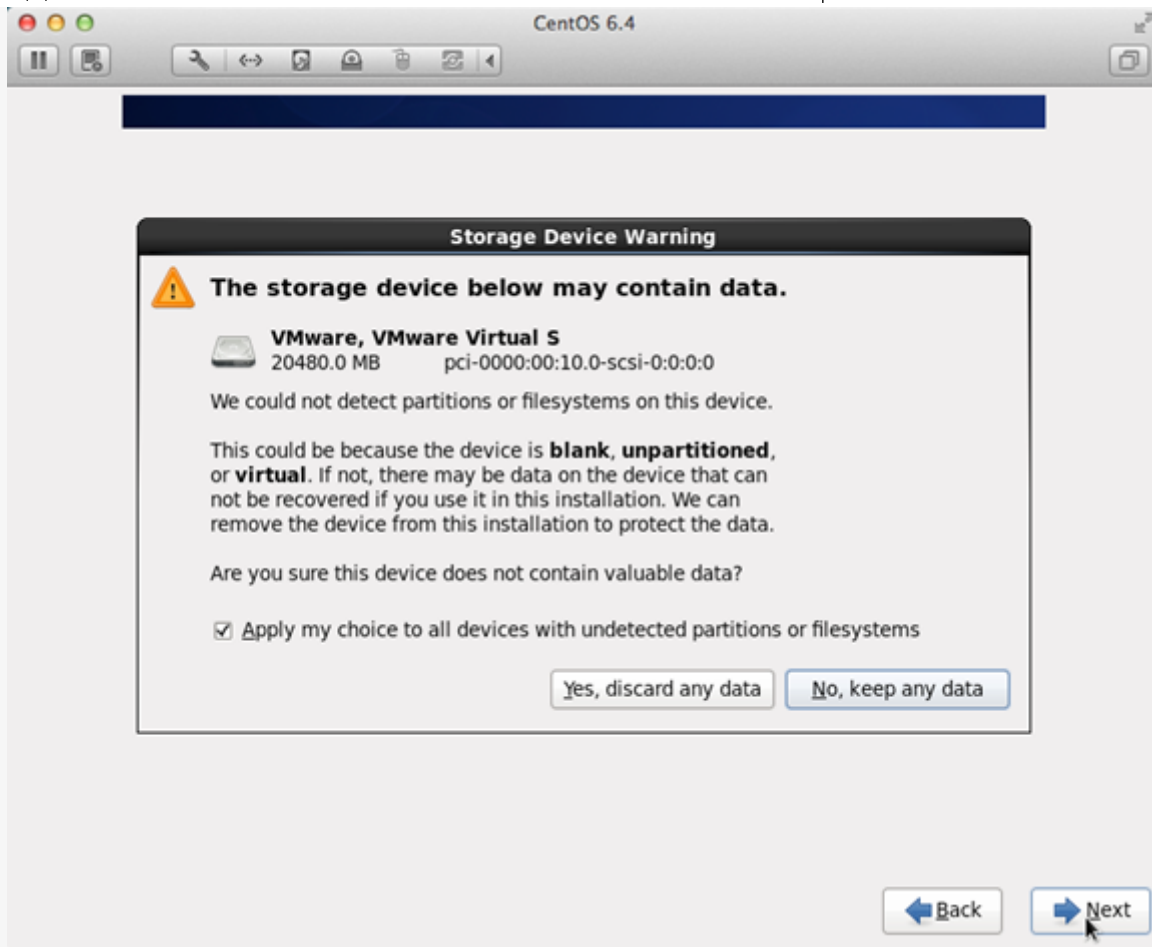 CentOS 6.4
Storage Device Warning
The storage device below may contain data.
VMware, VMware Virtual S
20480.0 MB pci-0000:00:10.0-scsi-0:0:0:0
We could not detect partitions or filesystems on this device.
This could be because the device is blank, unpartitioned,
or virtual. If not, there may be data on the device that can
not be recovered if you use it in this installation. We can
remove the device from this installation to protect the data.
Are you sure this device does not contain valuable data?
Apply my choice to all devices with undetected partitions or filesystems
Yes, discard any data No, keep any data
Back Next